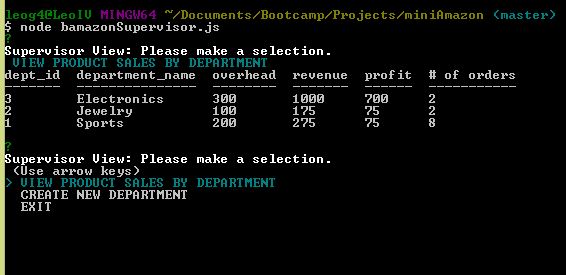 leog4@LeoIV MINGW64 ~/Documents/Bootcamp/Projects/miniAmazon (master)
$ node bamazonSupervisor.js
?
Supervisor View: Please make a selection.
VIEW PRODUCT SALES BY DEPARTMENT
dept_id department_name overhead revenue profit # of orders
------- --------------- -------- ------- ------ -----------
3 Electronics 300 1000 700 2
2 Jewelry 100 175 75 2
1 Sports 200 275 75 8
?
Supervisor View: Please make a selection.
(Use arrow keys)
> VIEW PRODUCT SALES BY DEPARTMENT
CREATE NEW DEPARTMENT
EXIT